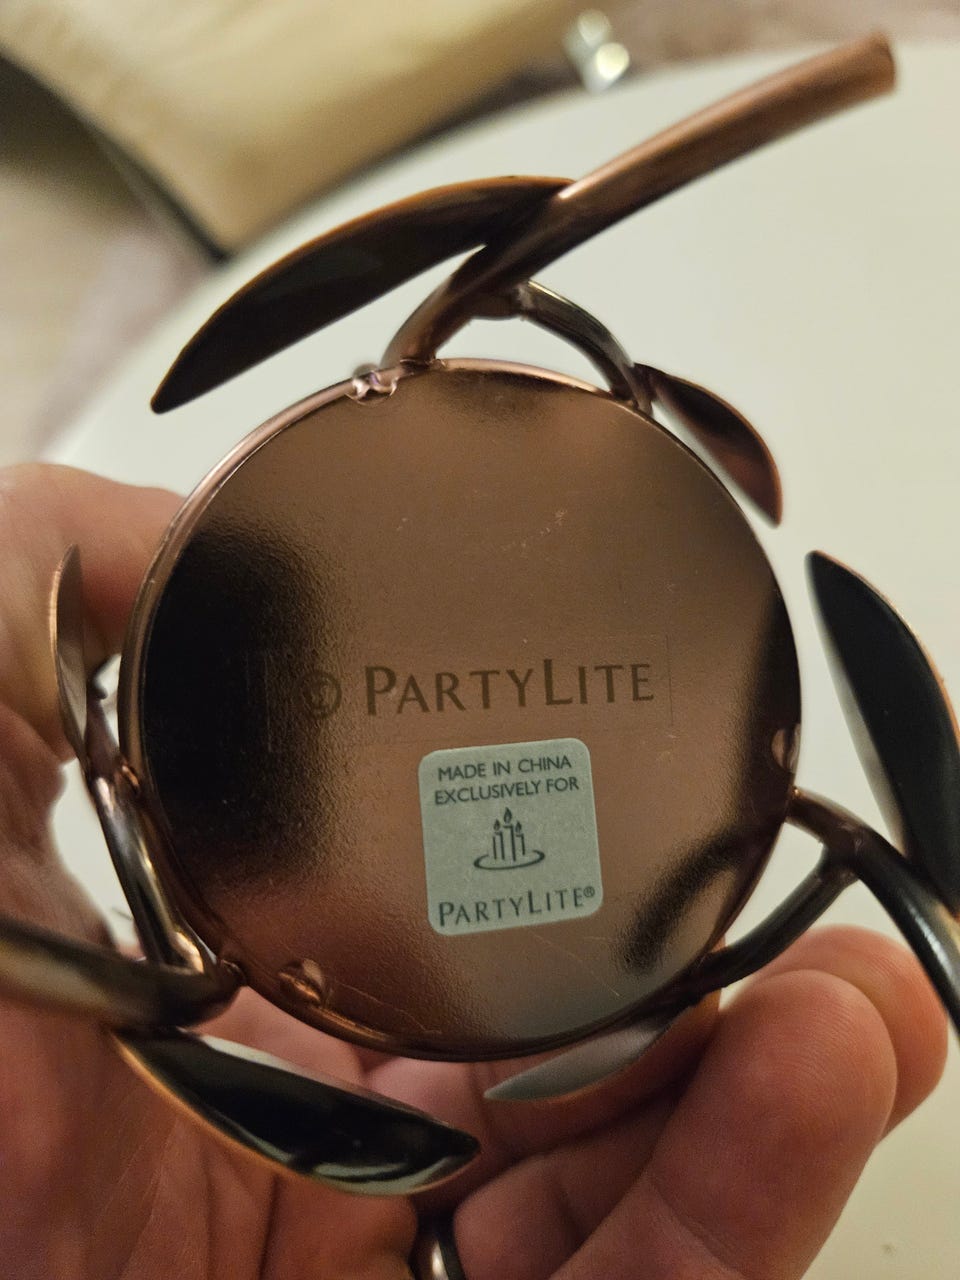 © PARTYLITE
MADE IN CHINA
EXCLUSIVELY FOR
PARTYLITE®